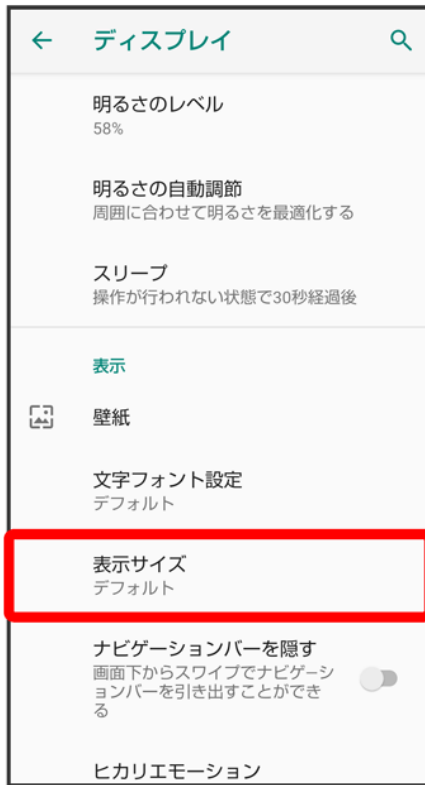 ディスプレイ
明るさのレベル
58%
明るさの自動調節
周囲に合わせて明るさを最適化する
スリープ
操作が行われない状態で30秒経過後
表示
壁紙
文字フォント設定
デフォルト
表示サイズ
デフォルト
ナビゲーションバーを隠す
画面下からスワイプでナビゲーシ
ョンバーを引き出すことができ
る
ヒカリエモーション